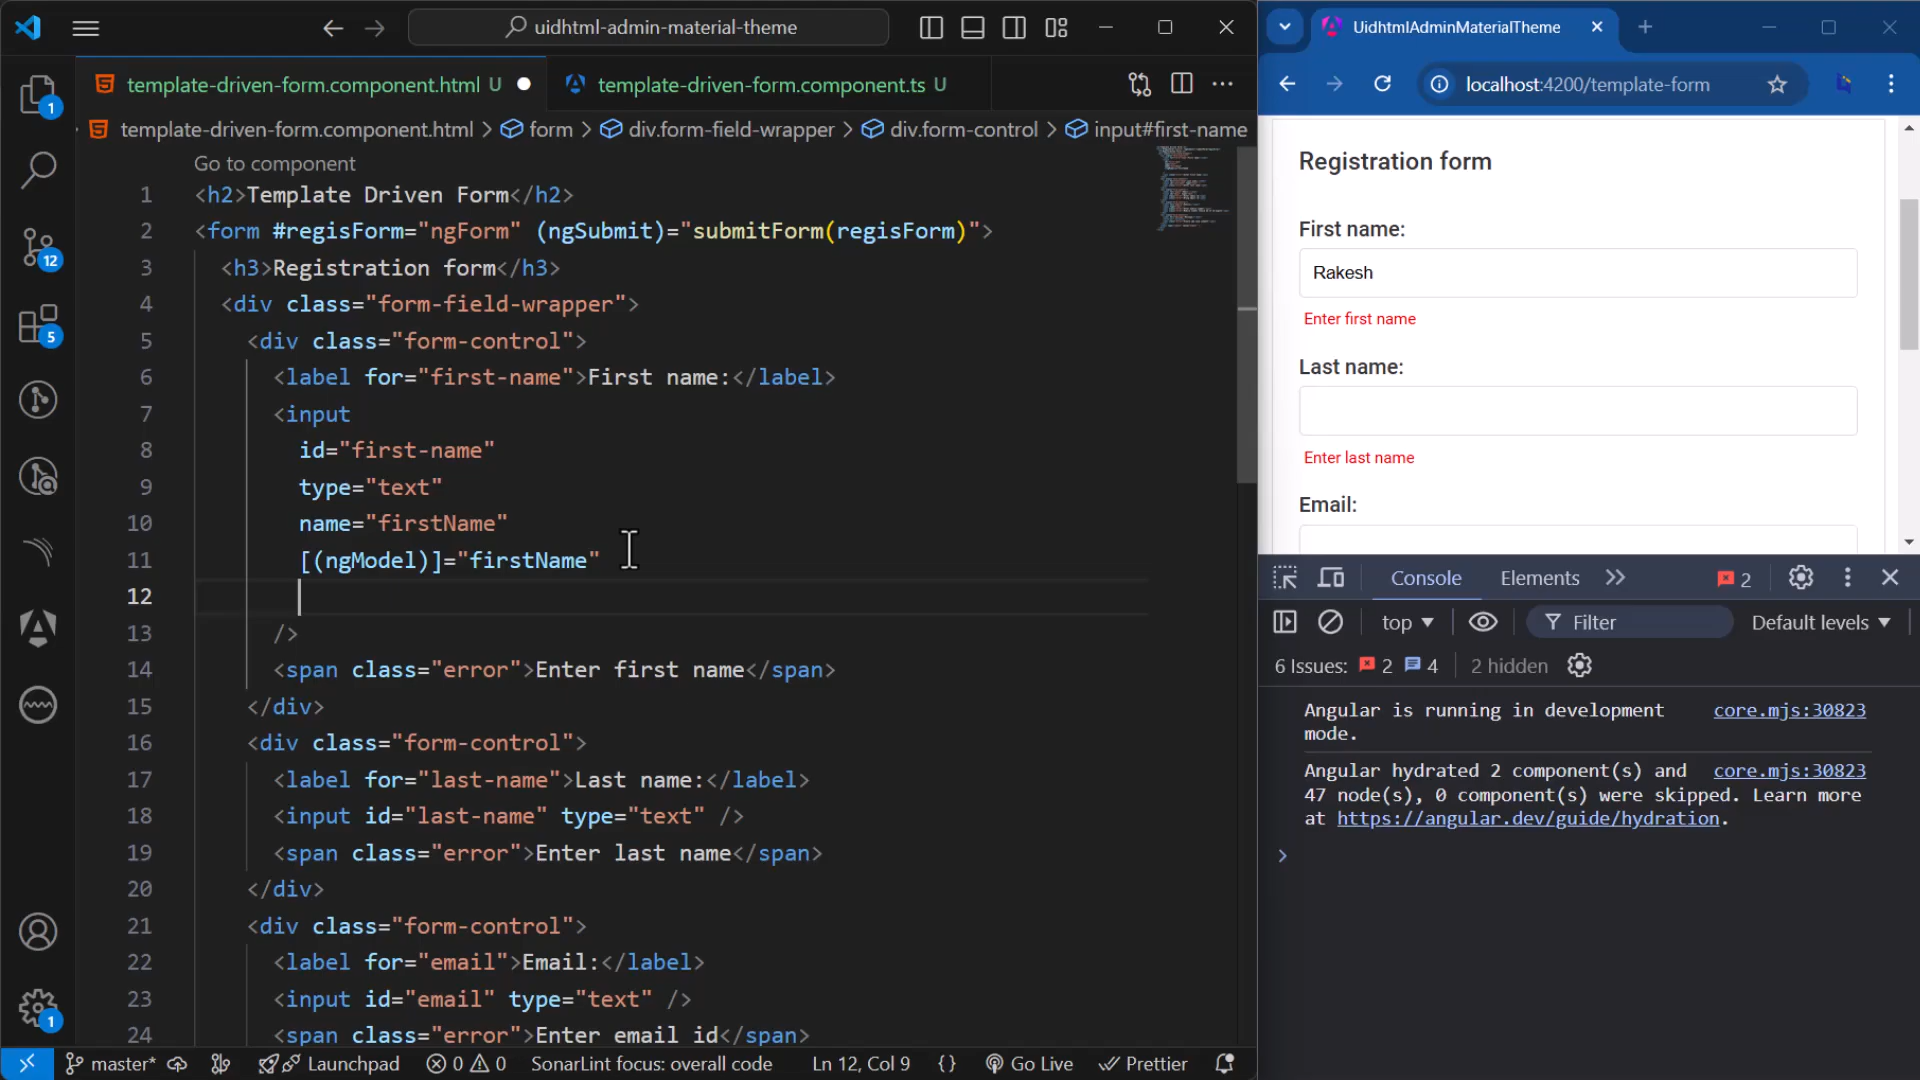 uidhtml-admin-material-theme
template-driven-form.component.html U
template-driven-form.component.ts U
template-driven-form.component.html > form > div.form-field-wrapper > div.form-control > input#first-name
Go to component
1 <h2>Template Driven Form</h2>
2 <form #regisForm="ngForm" (ngSubmit)="submitForm(regisForm)">
3 <h3>Registration form</h3>
4 <div class="form-field-wrapper">
5 <div class="form-control">
6 <label for="first-name">First name:</label>
7 <input
8 id="first-name"
9 type="text"
10 name="firstName"
11 [(ngModel)]="firstName"
12
13 />
14 <span class="error">Enter first name</span>
15 </div>
16 <div class="form-control">
17 <label for="last-name">Last name:</label>
18 <input id="last-name" type="text" />
19 <span class="error">Enter last name</span>
20 </div>
21 <div class="form-control">
22 <label for="email">Email:</label>
23 <input id="email" type="text" />
24 <span class="error">Enter email id</span>
1
12
5
1
master* Launchpad 0 0 SonarLint focus: overall code Ln 12, Col 9 {} Go Live Prettier
UidhtmlAdminMaterialTheme
localhost:4200/template-form
Registration form
First name:
Rakesh
Enter first name
Last name:
Enter last name
Email:
Console Elements 2
top Filter Default levels
6 Issues: 2 4 2 hidden
Angular is running in development core.mjs:30823
mode.
Angular hydrated 2 component(s) and core.mjs:30823
47 node(s), 0 component(s) were skipped. Learn more
at https://angular.dev/guide/hydration.